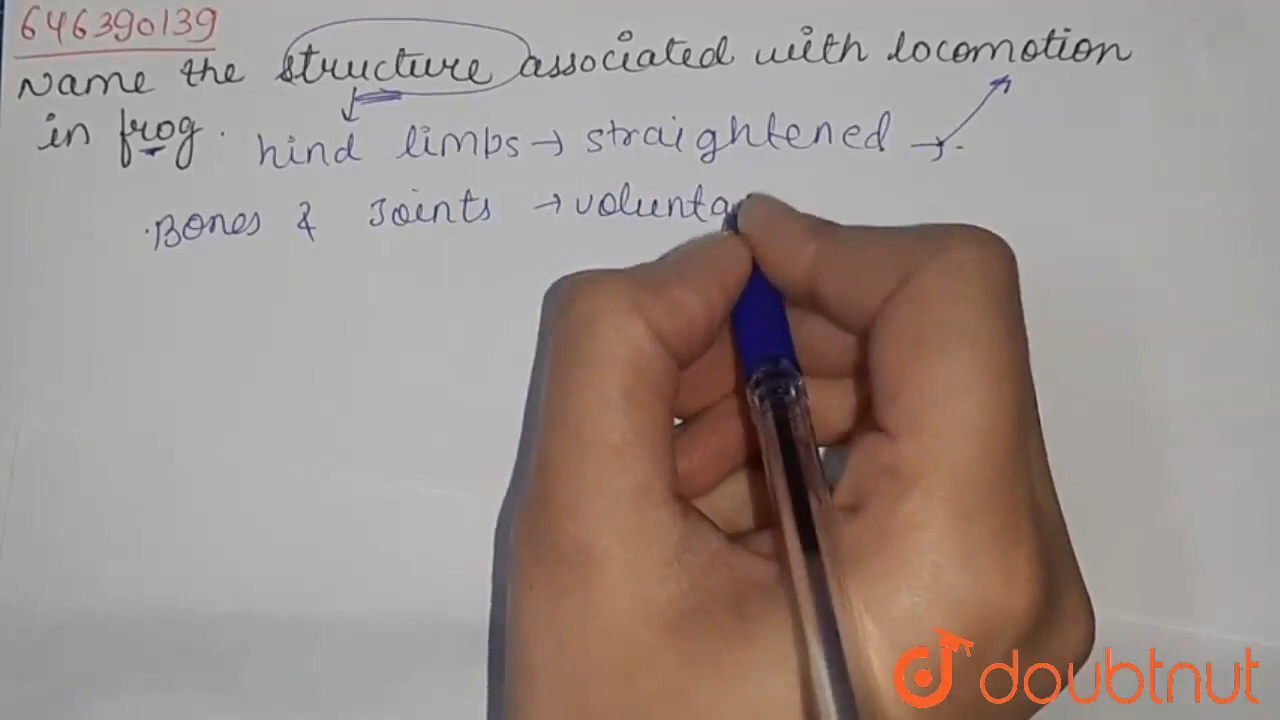 646390139
Name the structure associated with locomotion
in frog. hind limbs → straightened →
Bones & Joints → volunta
doubtnut